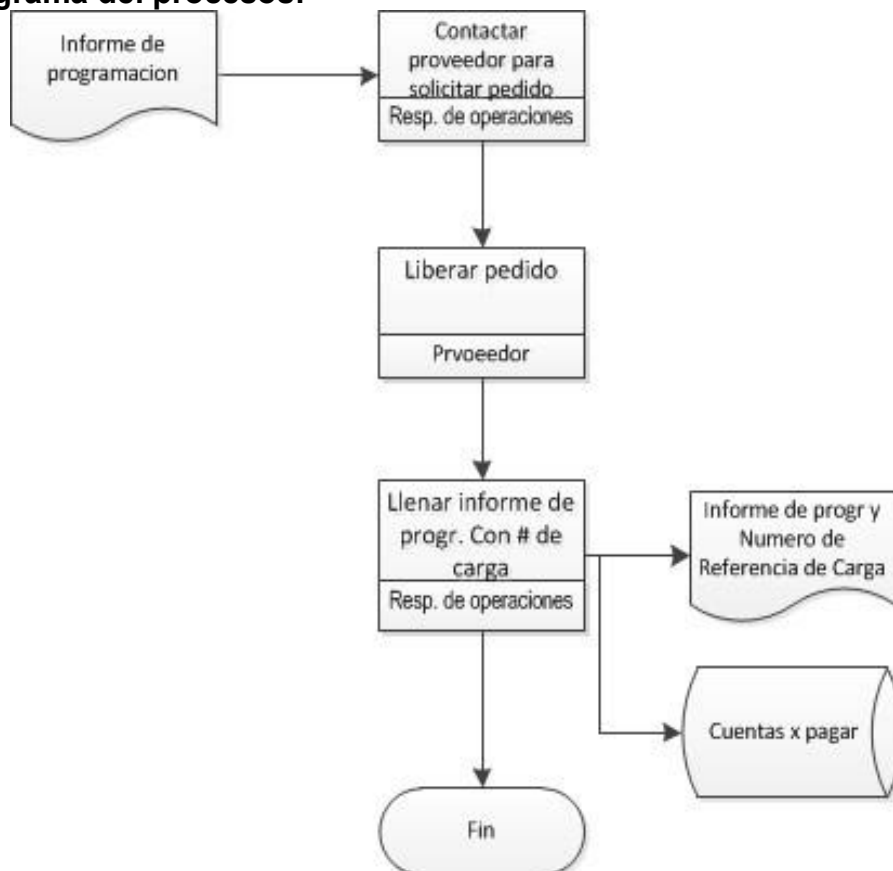 grama del procesos:
Informe de
programacion
Contactar
proveedor para
solicitar pedido
Resp. de operaciones
Liberar pedido
Prvoeedor
Llenar informe de
progr. Con # de
carga
Resp. de operaciones
Informe de progr y
Numero de
Referencia de Carga
Cuentas x pagar
Fin